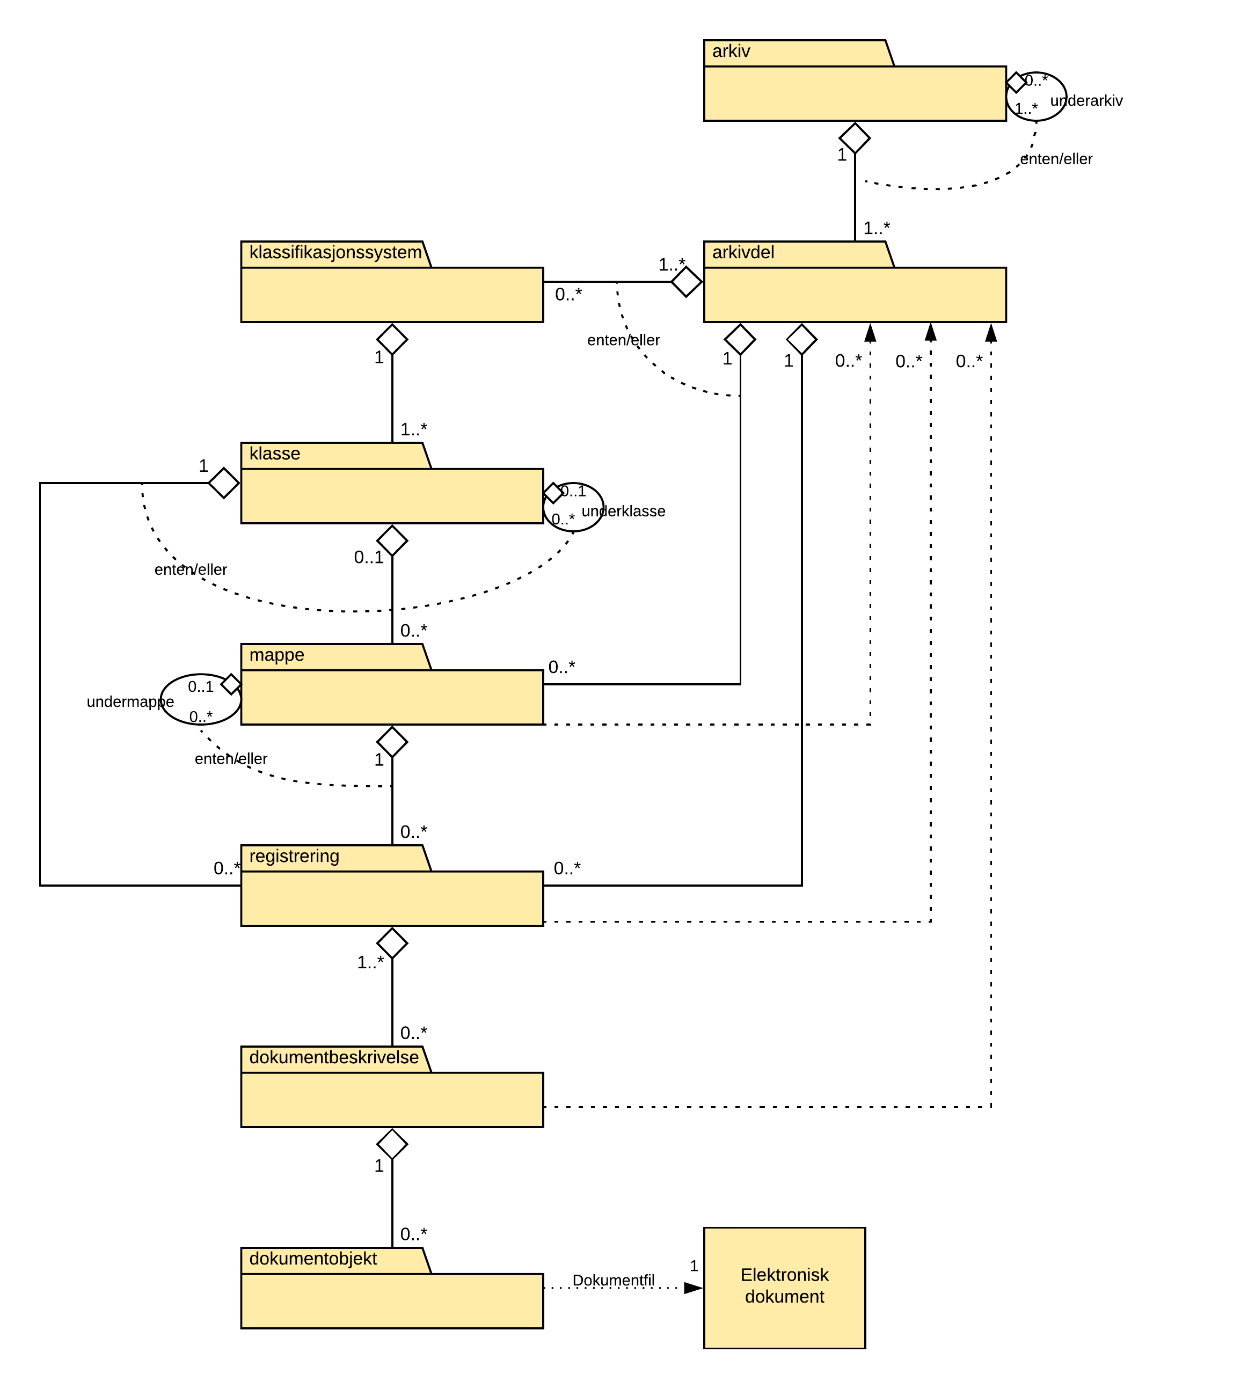 arkiv
0..*
underarkiv
1..*
1
enten/eller
1..*
klassifikasjonssystem
arkivdel
1..*
0..*
enten/eller
1
1
1
0..*
0..*
0..*
1..*
klasse
1
0..1
underklasse
0..*
0..1
enten/eller
0..*
mappe
0..*
0..1
undermappe
0..*
enten/eller
1
0..*
registrering
0..*
0..*
1..*
0..*
dokumentbeskrivelse
1
0..*
dokumentobjekt
Dokumentfil
1
Elektronisk
dokument